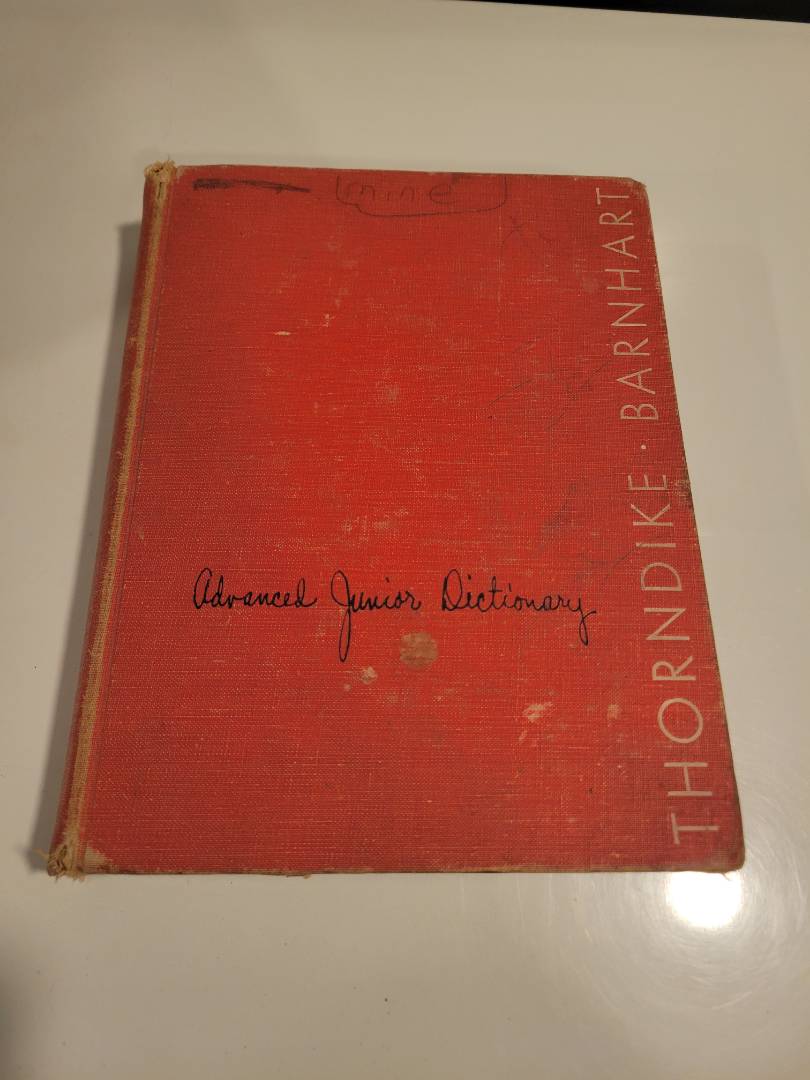 mine
Advanced Junior Dictionary
THORNDIKE · BARNHART